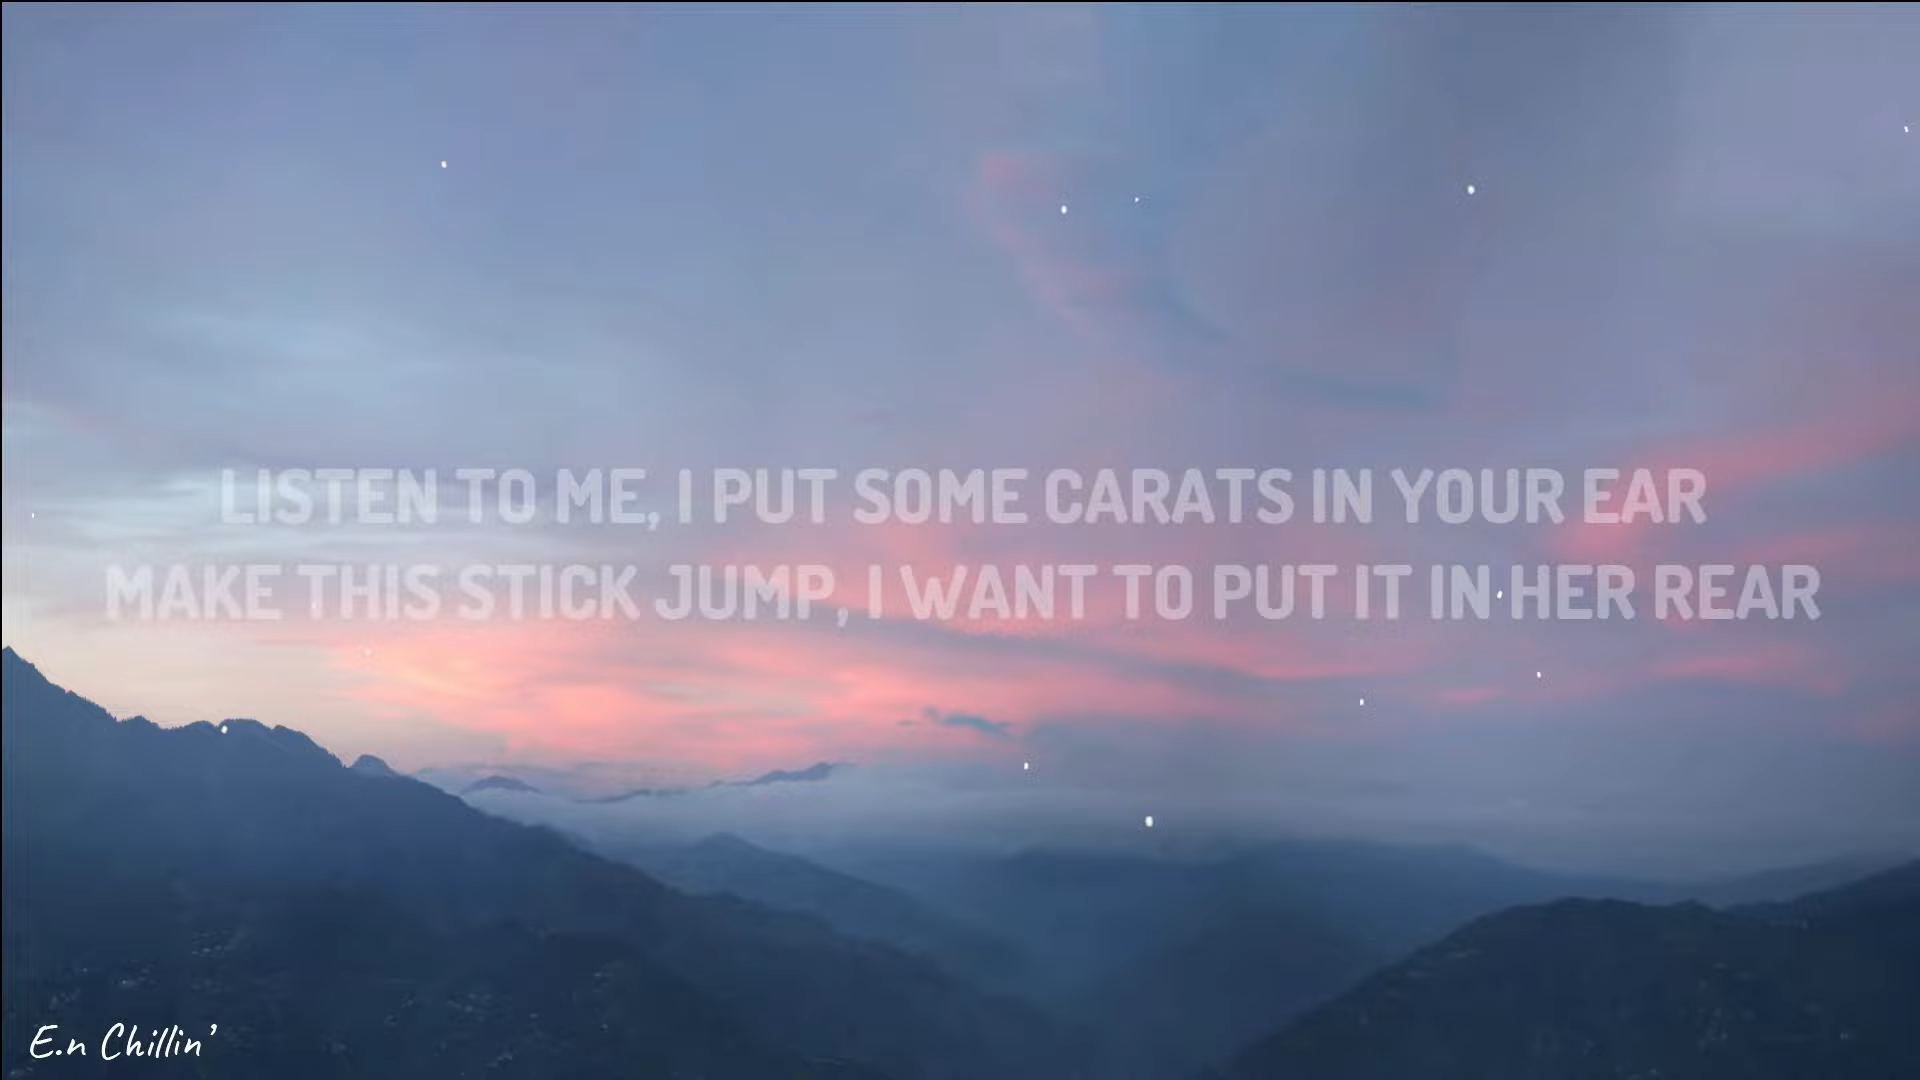 LISTEN TO ME, I PUT SOME CARATS IN YOUR EAR
MAKE THIS STICK JUMP, I WANT TO PUT IT IN HER REAR
E.n Chillin'